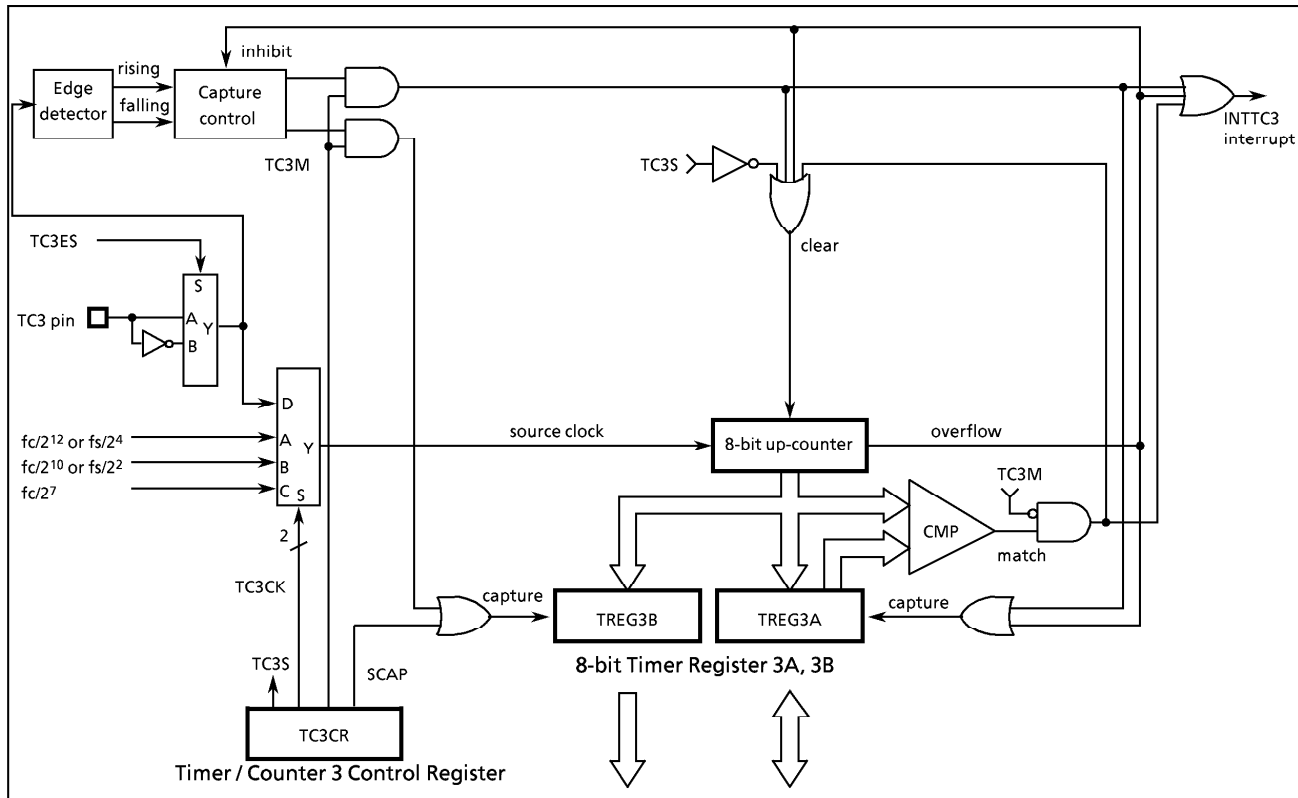 inhibit
rising
Edge
detector
Capture
control
falling
INTTC3
interrupt
TC3M
TC3S
TC3ES
clear
S
TC3 pin
A
Y
B
D
fc/2¹² or fs/2⁴
A
Y
source clock
8-bit up-counter
overflow
fc/2¹⁰ or fs/2²
B
fc/2⁷
C
S
TC3M
2
CMP
match
TC3CK
capture
TREG3B
TREG3A
capture
TC3S
SCAP
8-bit Timer Register 3A, 3B
TC3CR
Timer / Counter 3 Control Register